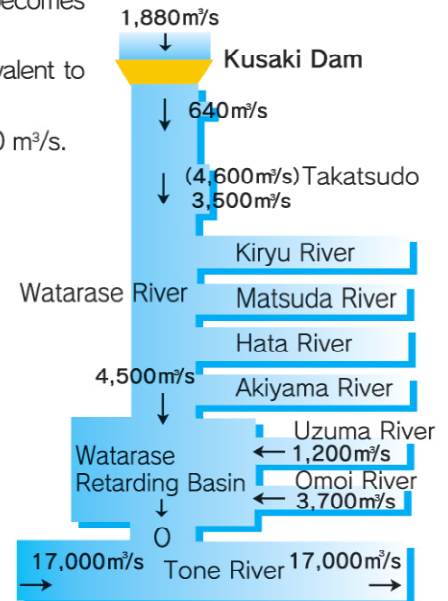 becomes
1,880m³/s
Kusaki Dam
valent to
640m³/s
0 m³/s.
(4,600m³/s) Takatsudo
3,500m³/s
Kiryu River
Watarase River
Matsuda River
Hata River
4,500m³/s
Akiyama River
Uzuma River
1,200m³/s
Watarase
Retarding Basin
Omoi River
3,700m³/s
0
17,000m³/s
Tone River
17,000m³/s